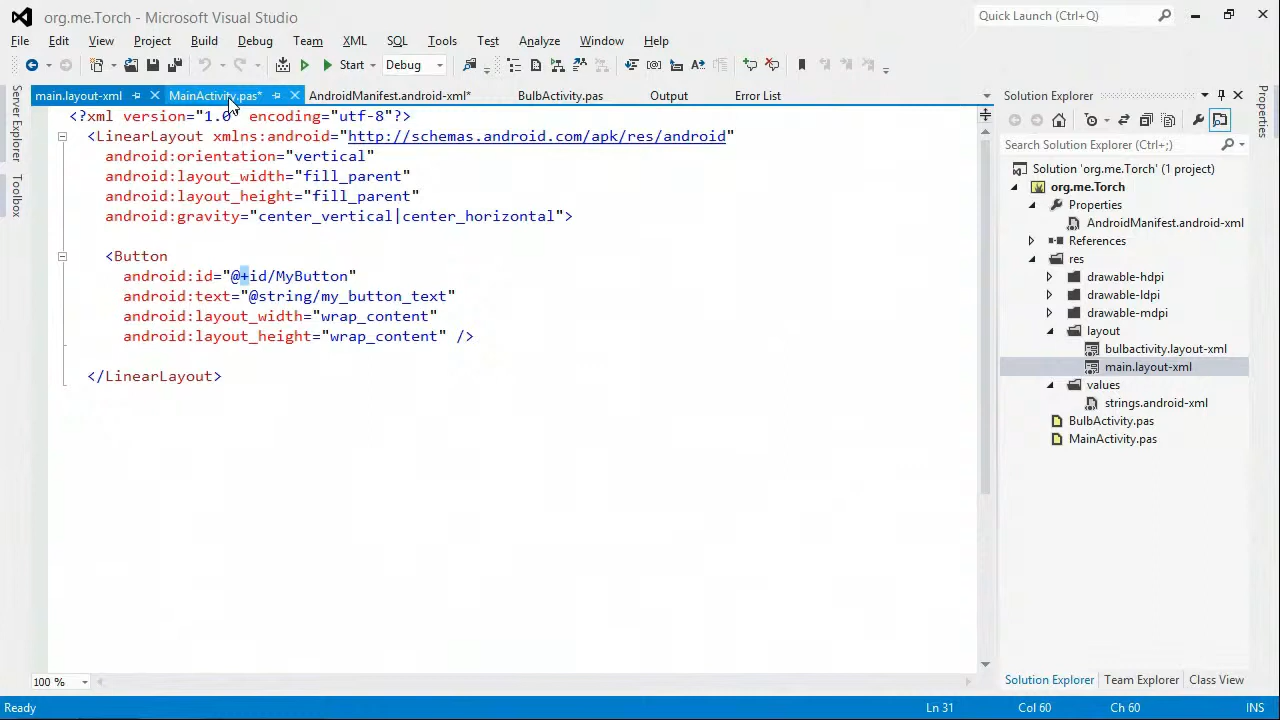 org.me.Torch - Microsoft Visual Studio
Quick Launch (Ctrl+Q)
File Edit View Project Build Debug Team XML SQL Tools Test Analyze Window Help
Start Debug
main.layout-xml MainActivity.pas* AndroidManifest.android-xml* BulbActivity.pas Output Error List
Server Explorer
Toolbox
<?xml version="1.0" encoding="utf-8"?>
<LinearLayout xmlns:android="http://schemas.android.com/apk/res/android"
android:orientation="vertical"
android:layout_width="fill_parent"
android:layout_height="fill_parent"
android:gravity="center_vertical|center_horizontal">
<Button
android:id="@+id/MyButton"
android:text="@string/my_button_text"
android:layout_width="wrap_content"
android:layout_height="wrap_content" />
</LinearLayout>
100 %
Solution Explorer
Search Solution Explorer (Ctrl+;)
Solution 'org.me.Torch' (1 project)
org.me.Torch
Properties
AndroidManifest.android-xml
References
res
drawable-hdpi
drawable-ldpi
drawable-mdpi
layout
bulbactivity.layout-xml
main.layout-xml
values
strings.android-xml
BulbActivity.pas
MainActivity.pas
Solution Explorer Team Explorer Class View
Properties
Ready Ln 31 Col 60 Ch 60 INS